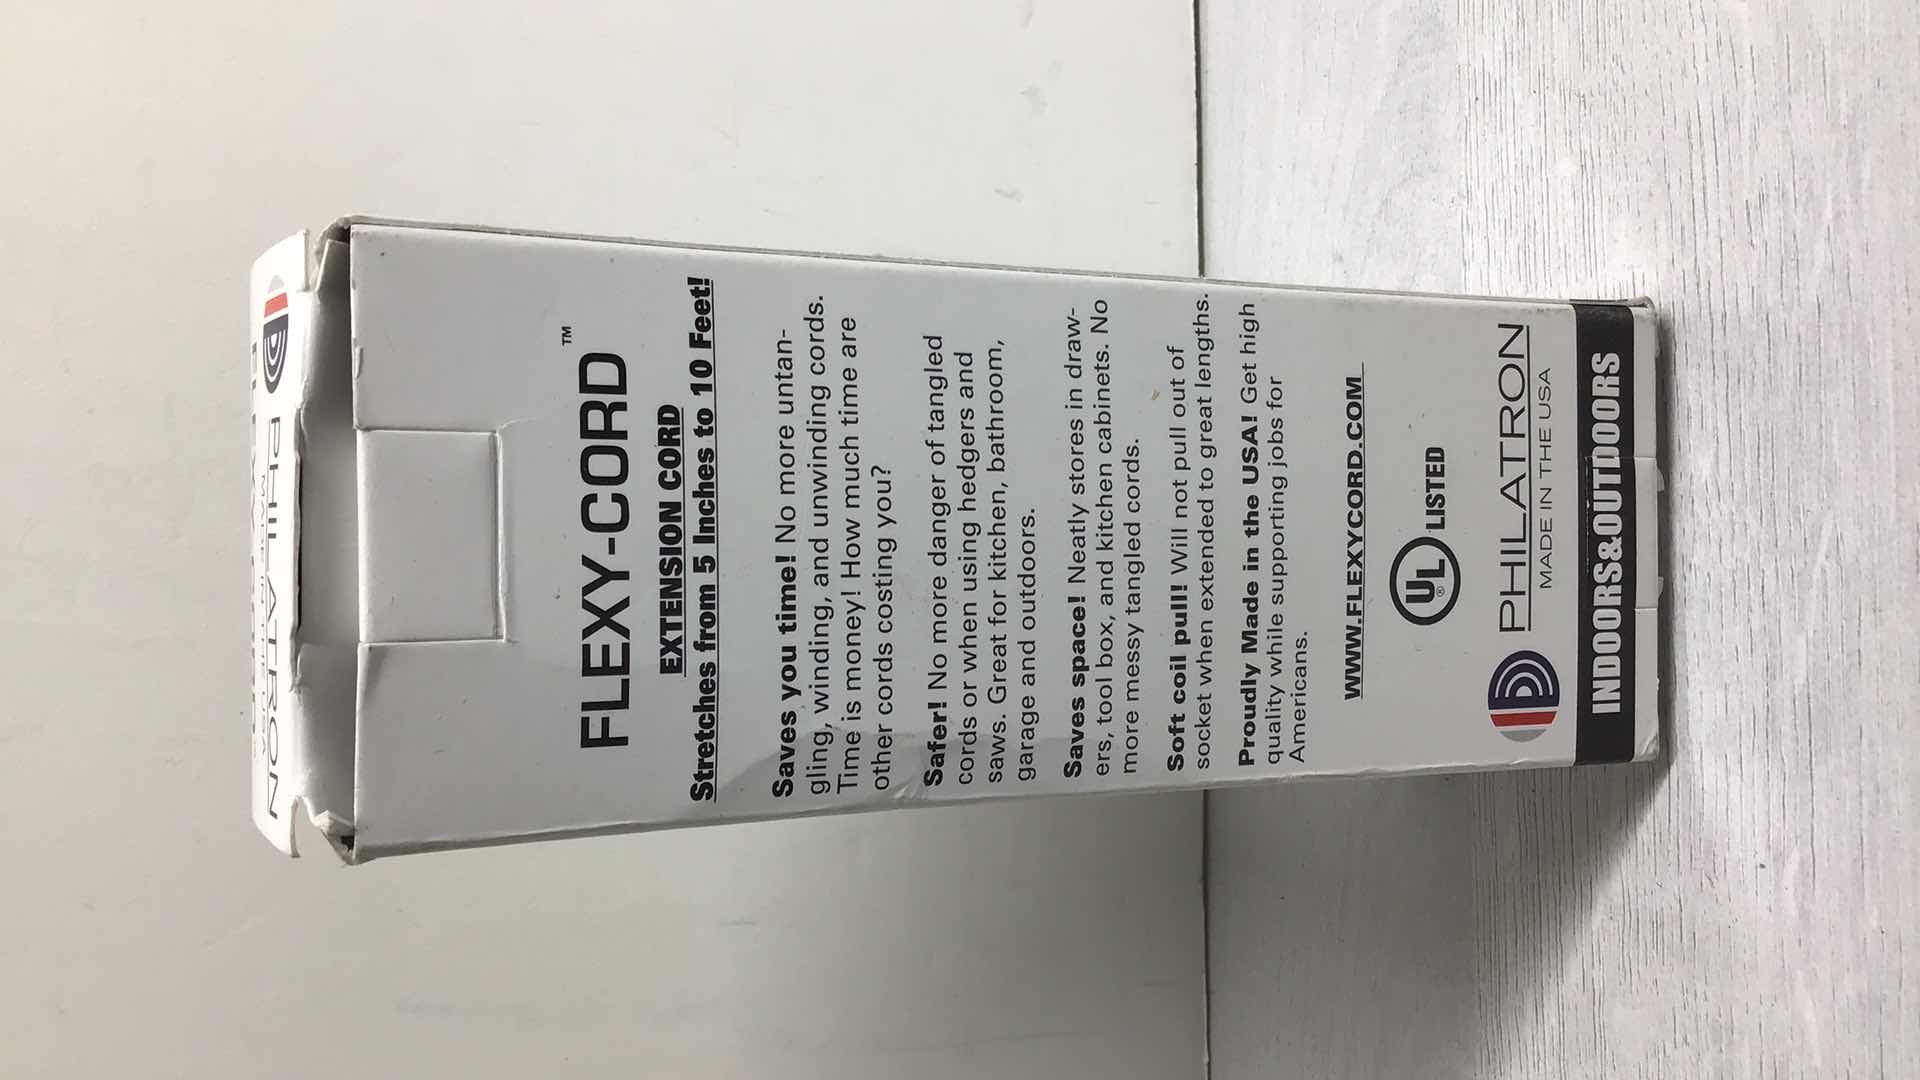 PHILATRON
MADE IN THE USA
FLEXY-CORD™
EXTENSION CORD
Stretches from 5 Inches to 10 Feet!
Saves you time! No more untan-
gling, winding, and unwinding cords.
Time is money! How much time are
other cords costing you?
Safer! No more danger of tangled
cords or when using hedgers and
saws. Great for kitchen, bathroom,
garage and outdoors.
Saves space! Neatly stores in draw-
ers, tool box, and kitchen cabinets. No
more messy tangled cords.
Soft coil pull! Will not pull out of
socket when extended to great lengths.
Proudly Made in the USA! Get high
quality while supporting jobs for
Americans.
WWW.FLEXYCORD.COM
UL® LISTED
PHILATRON
MADE IN THE USA
INDOORS&OUTDOORS